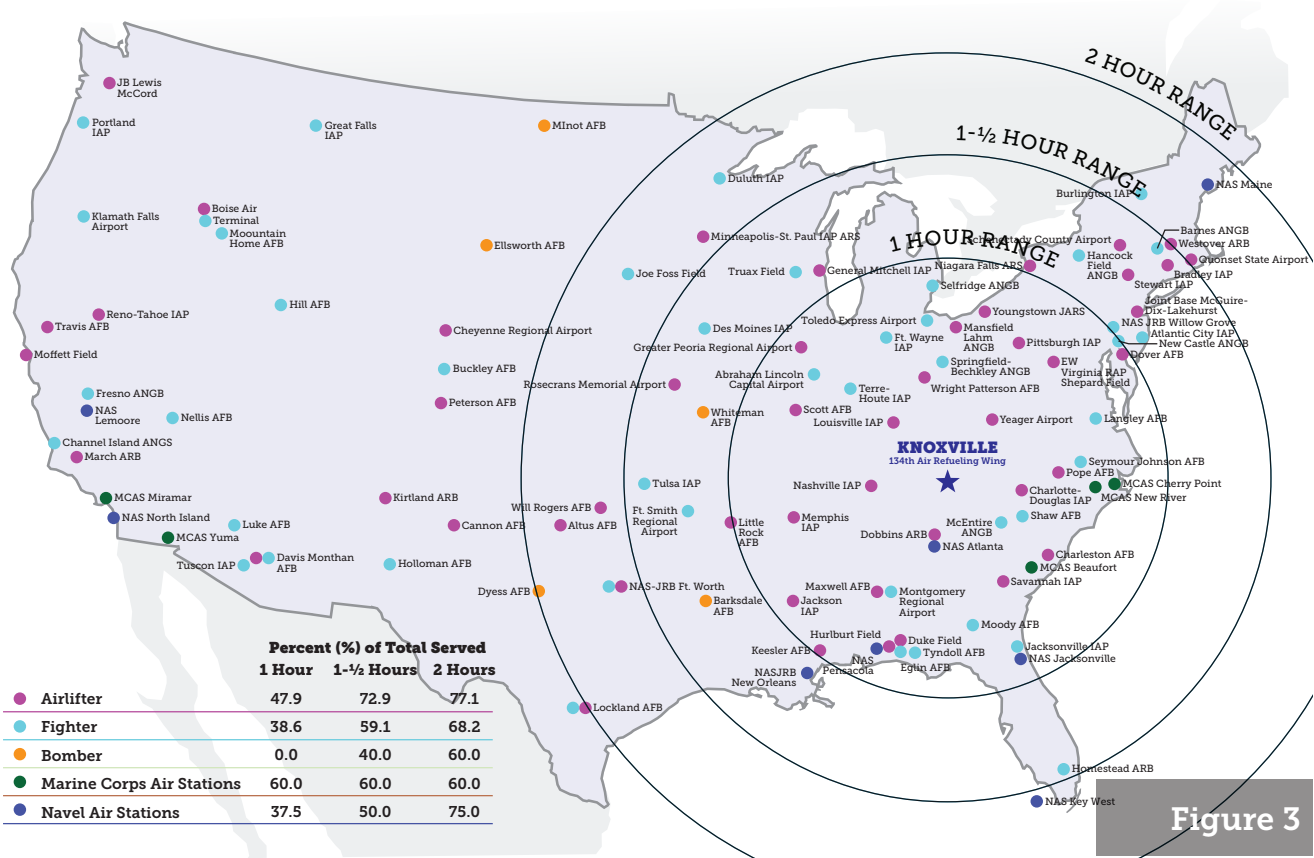 2 HOUR RANGE
1-½ HOUR RANGE
1 HOUR RANGE
JB Lewis
McCord
Portland
IAP
Great Falls
IAP
MInot AFB
Duluth IAP
Burlington IAP
NAS Maine
Klamath Falls
Airport
Boise Air
Terminal
Moountain
Home AFB
Ellsworth AFB
Minneapolis-St. Paul IAP ARS
Schenectady County Airport
Barnes ANGB
Westover ARB
Quonset State Airport
Bradley IAP
Stewart IAP
Hancock
Field
ANGB
Niagara Falls ARS
Joe Foss Field
Truax Field
General Mitchell IAP
Selfridge ANGB
Hill AFB
Reno-Tahoe IAP
Travis AFB
Moffett Field
Cheyenne Regional Airport
Des Moines IAP
Toledo Express Airport
Youngstown JARS
Mansfield
Lahm
ANGB
Pittsburgh IAP
Joint Base McGuire-
Dix-Lakehurst
NAS JRB Willow Grove
Atlantic City IAP
New Castle ANGB
Dover AFB
Ft. Wayne
IAP
Greater Peoria Regional Airport
Springfield-
Bechkley ANGB
EW
Virginia RAP
Shepard Field
Buckley AFB
Rosecrans Memorial Airport
Abraham Lincoln
Capital Airport
Terre-
Houte IAP
Wright Patterson AFB
Fresno ANGB
NAS
Lemoore
Nellis AFB
Peterson AFB
Whiteman
AFB
Scott AFB
Louisville IAP
Yeager Airport
Langley AFB
Channel Island ANGS
March ARB
KNOXVILLE
134th Air Refueling Wing
Seymour Johnson AFB
Pope AFB
MCAS Cherry Point
MCAS New River
MCAS Miramar
NAS North Island
MCAS Yuma
Luke AFB
Kirtland ARB
Cannon AFB
Will Rogers AFB
Altus AFB
Tulsa IAP
Ft. Smith
Regional
Airport
Little
Rock
AFB
Nashville IAP
Memphis
IAP
Charlotte-
Douglas IAP
McEntire
ANGB
Shaw AFB
Dobbins ARB
NAS Atlanta
Charleston AFB
MCAS Beaufort
Savannah IAP
Tuscon IAP
Davis Monthan
AFB
Holloman AFB
Dyess AFB
NAS-JRB Ft. Worth
Barksdale
AFB
Jackson
IAP
Maxwell AFB
Montgomery
Regional
Airport
Moody AFB
Hurlburt Field
Duke Field
Keesler AFB
NAS
Pensacola
Tyndoll AFB
Eglin AFB
Jacksonville IAP
NAS Jacksonville
NASJRB
New Orleans
Lockland AFB
Homestead ARB
NAS Key West
Percent (%) of Total Served
1 Hour 1-½ Hours 2 Hours
Airlifter 47.9 72.9 77.1
Fighter 38.6 59.1 68.2
Bomber 0.0 40.0 60.0
Marine Corps Air Stations 60.0 60.0 60.0
Navel Air Stations 37.5 50.0 75.0
Figure 3